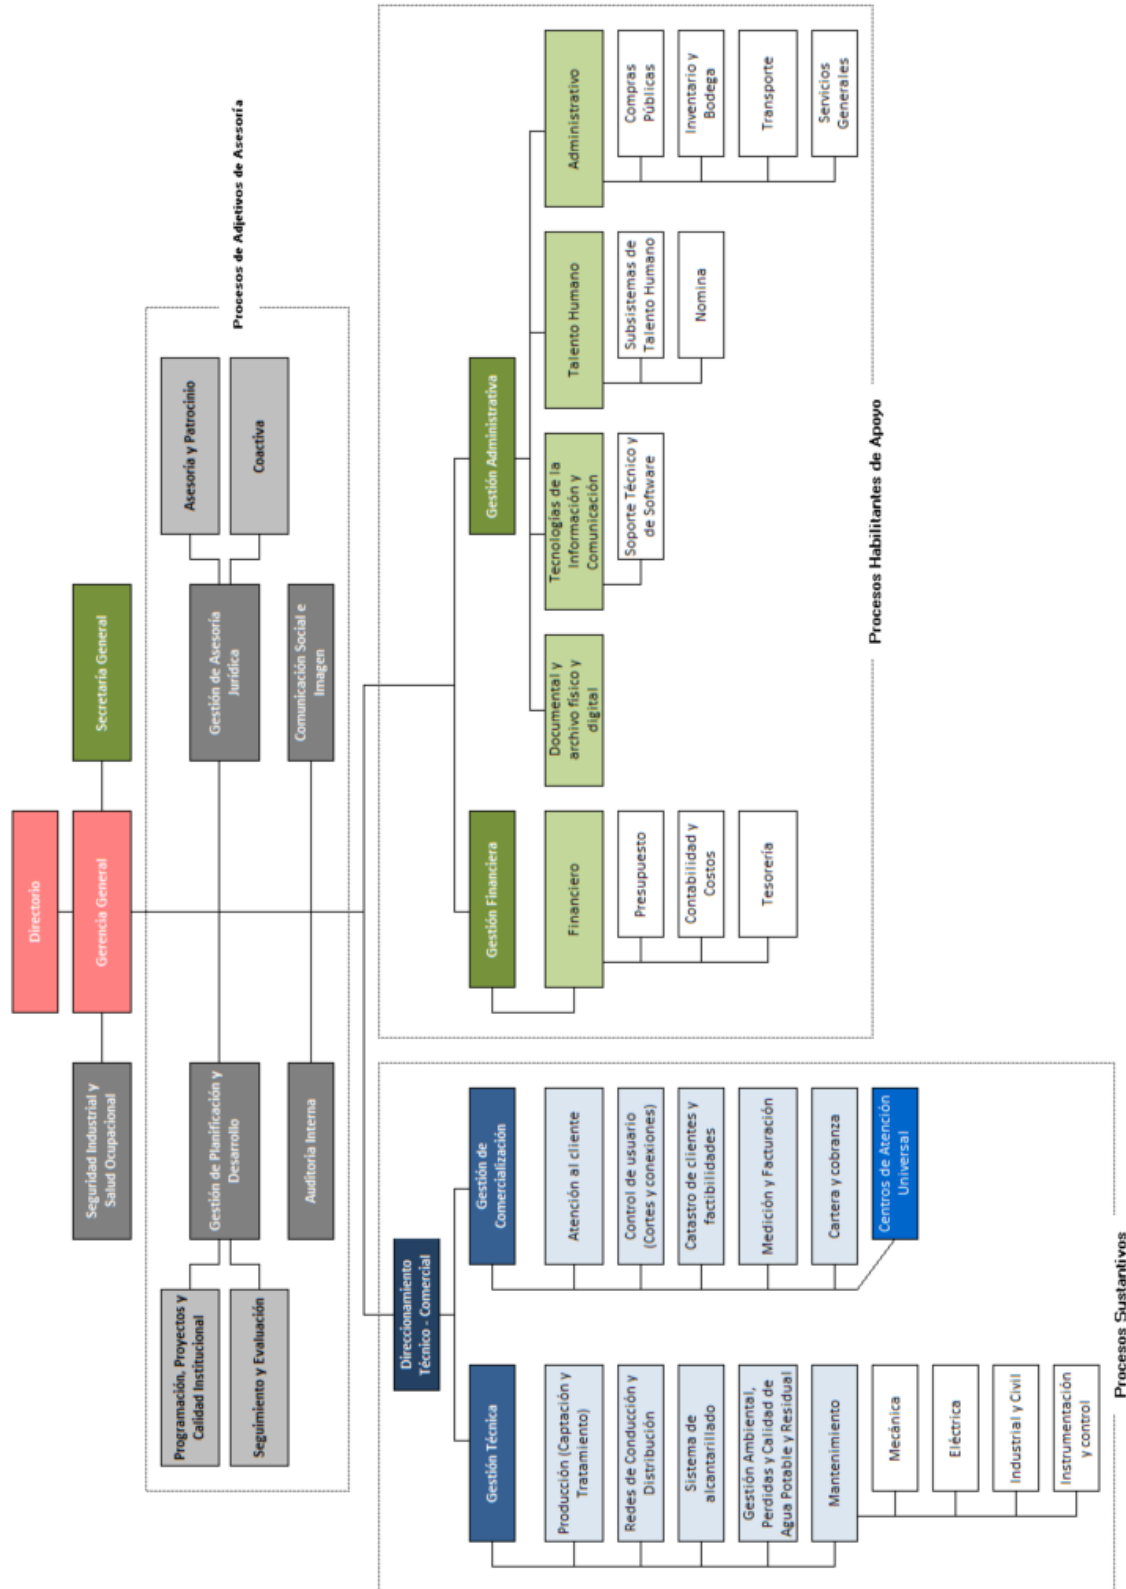 Directorio
Gerencia General
Seguridad Industrial y
Salud Ocupacional
Secretaria General
Programación, Proyectos y
Calidad Institucional
Seguimiento y Evaluación
Gestión de Planificación y
Desarrollo
Auditoria Interna
Gestión de Asesoría
Jurídica
Comunicación Social e
Imagen
Asesoría y Patrocinio
Coactiva
Procesos de Adjetivos de Asesoría
Direccionamiento
Técnico - Comercial
Gestión Técnica
Producción (Captación y
Tratamiento)
Redes de Conducción y
Distribución
Sistema de
alcantarillado
Gestión Ambiental,
Perdidas y Calidad de
Agua Potable y Residual
Mantenimiento
Mecánica
Eléctrica
Industrial y Civil
Instrumentación
y control
Gestión de
Comercialización
Atención al cliente
Control de usuario
(Cortes y conexiones)
Catastro de clientes y
factibilidades
Medición y Facturación
Cartera y cobranza
Centros de Atención
Universal
Procesos Sustantivos
Gestión Financiera
Financiero
Presupuesto
Contabilidad y
Costos
Tesorería
Gestión Administrativa
Documental y
archivo físico y
digital
Tecnologías de la
Información y
Comunicación
Soporte Técnico y
de Software
Talento Humano
Subsistemas de
Talento Humano
Nomina
Administrativo
Compras
Públicas
Inventario y
Bodega
Transporte
Servicios
Generales
Procesos Habilitantes de Apoyo